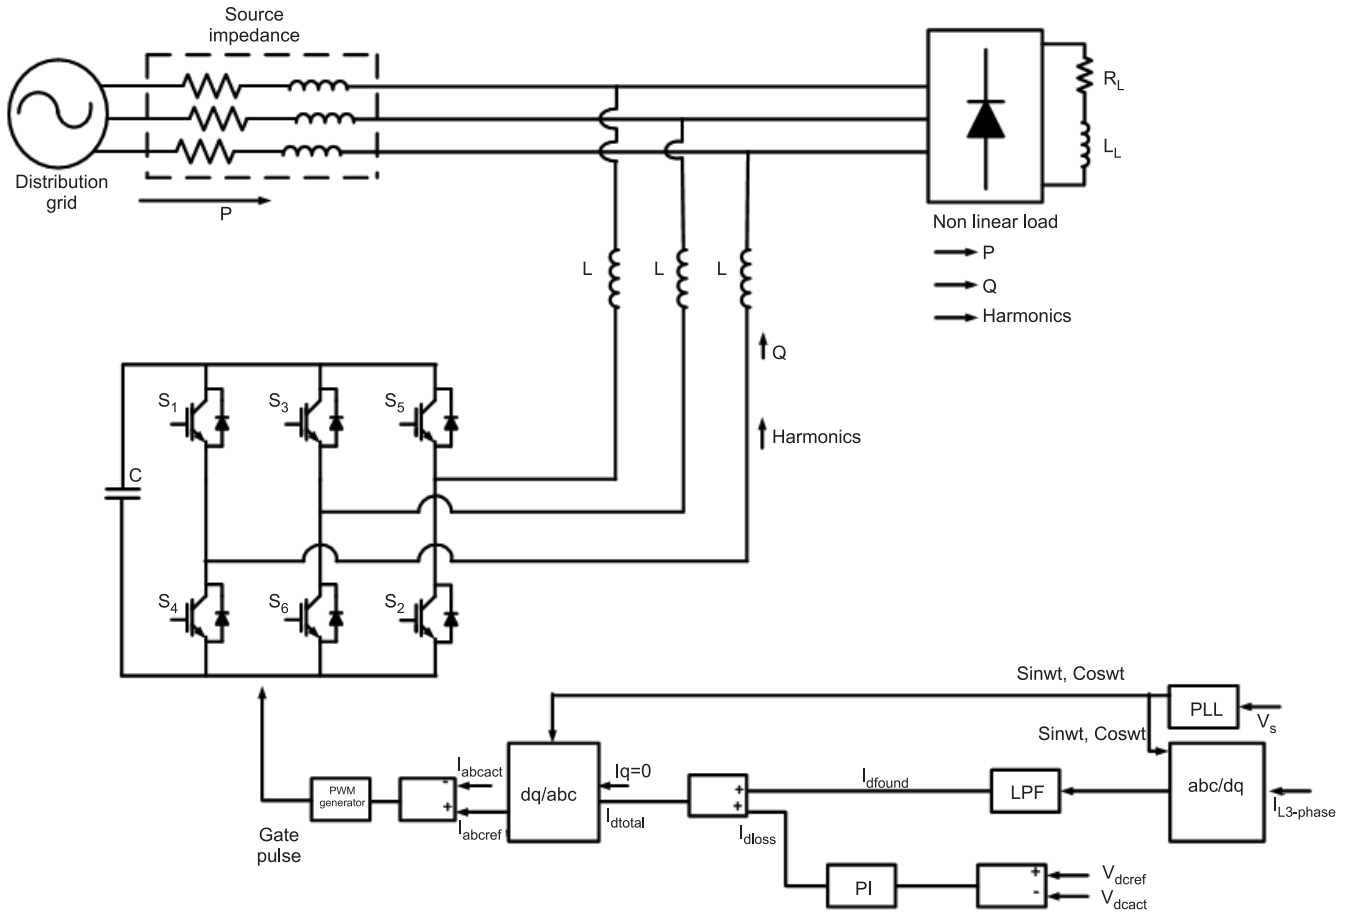 Source
impedance
Distribution
grid
P
R_L
L_L
Non linear load
P
Q
Harmonics
L
L
L
Q
Harmonics
S_1
S_3
S_5
C
S_4
S_6
S_2
Sinwt, Coswt
PLL
V_s
Sinwt, Coswt
abc/dq
I_L3-phase
LPF
I_dfound
+
+
I_dloss
Iq=0
dq/abc
I_dtotal
I_abcact
-
+
I_abcref
PWM
generator
Gate
pulse
PI
+
-
V_dcref
V_dcact